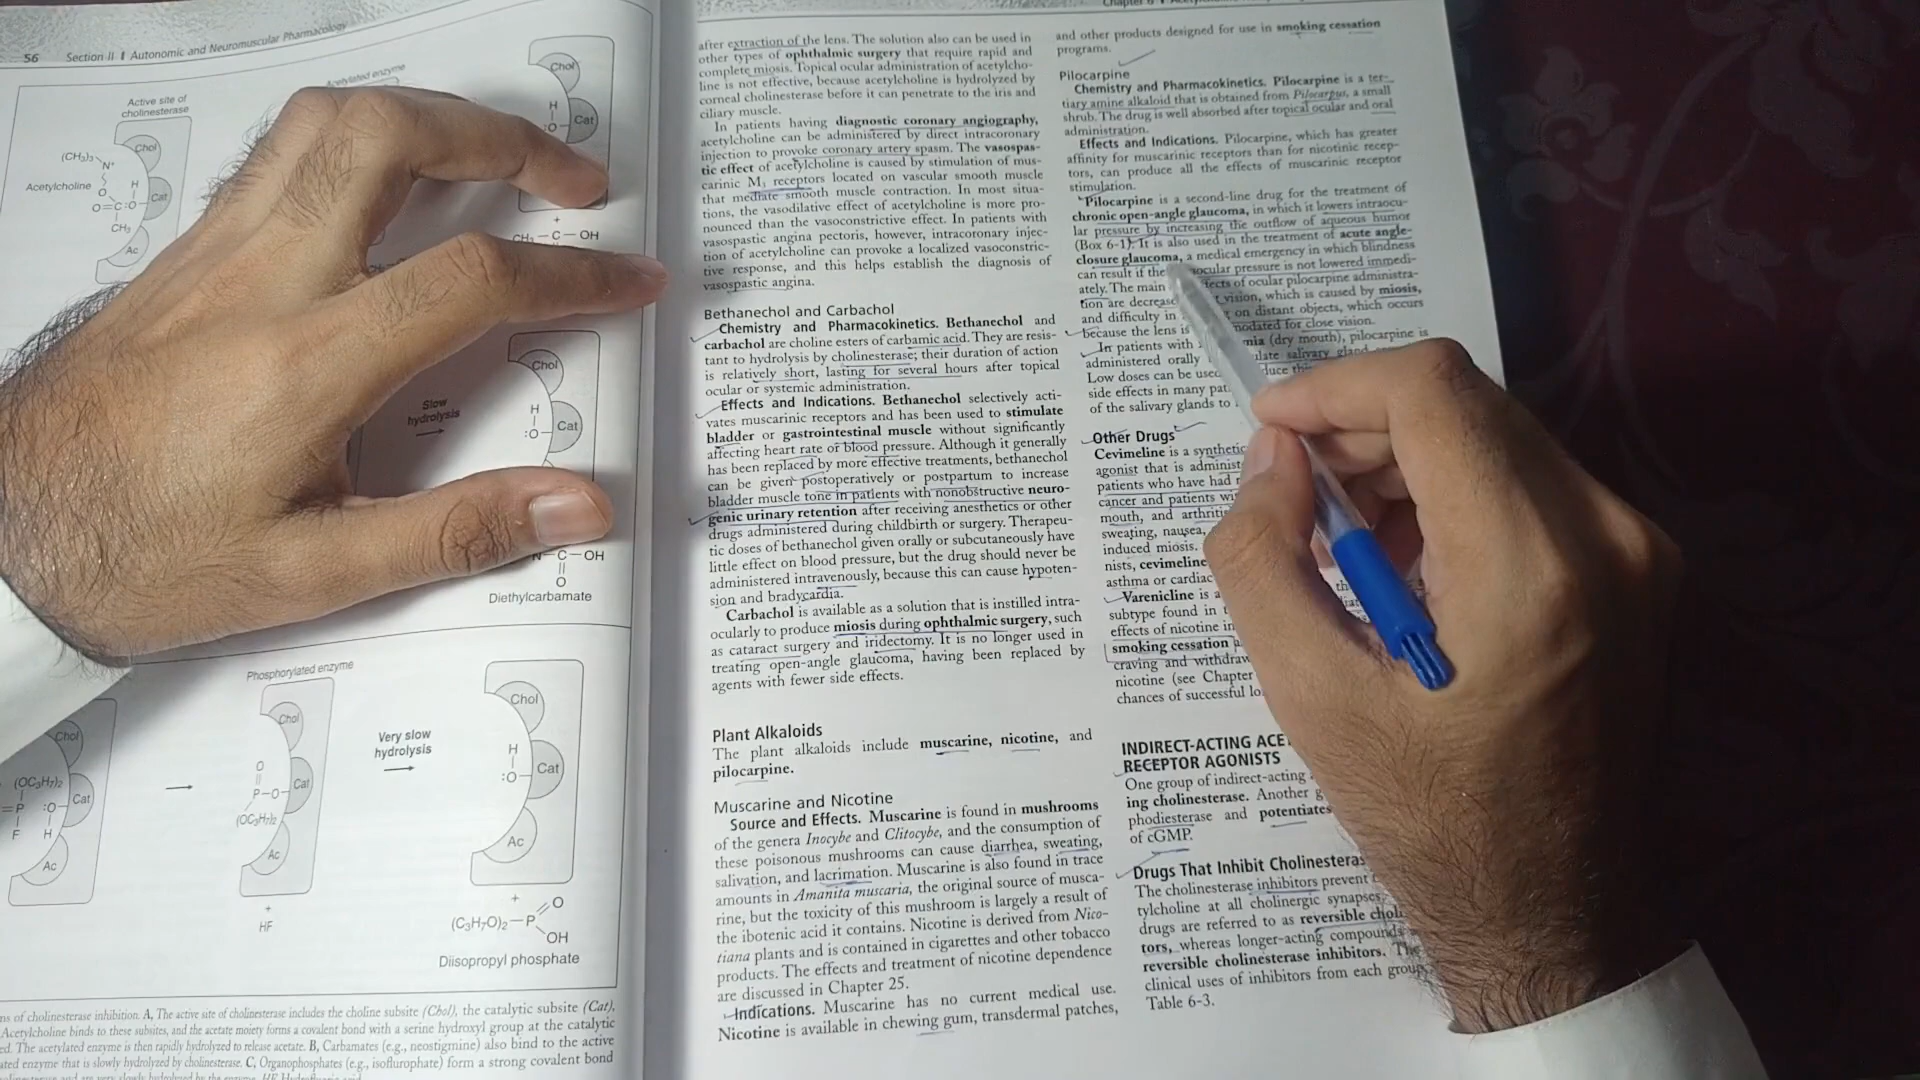 56 Section II Autonomic and Neuromuscular Pharmacology
Acetylated enzyme
Active site of
cholinesterase
Chol
Cat
Ac
(CH₃)₃
N⁺
Acetylcholine
O
H
O=C :O
CH₃
Chol
H
:O
Cat
+
CH₃—C—OH
Slow
hydrolysis
Chol
H
:O
Cat
N—C—OH
O
Diethylcarbamate
Phosphorylated enzyme
Very slow
hydrolysis
Chol
(OC₃H₇)₂
=P :O
Cat
F H
Ac
Chol
O
P—O
Cat
(OC₃H₇)₂
Ac
+
HF
Chol
H
:O
Cat
Ac
+
(C₃H₇O)₂—P
O
OH
Diisopropyl phosphate
ns of cholinesterase inhibition. A, The active site of cholinesterase includes the choline subsite (Chol), the catalytic subsite (Cat),
Acetylcholine binds to these subsites, and the acetate moiety forms a covalent bond with a serine hydroxyl group at the catalytic
ed. The acetylated enzyme is then rapidly hydrolyzed to release acetate. B, Carbamates (e.g., neostigmine) also bind to the active
ated enzyme that is slowly hydrolyzed by cholinesterase. C, Organophosphates (e.g., isoflurophate) form a strong covalent bond
after extraction of the lens. The solution also can be used in
other types of ophthalmic surgery that require rapid and
complete miosis. Topical ocular administration of acetylcho-
line is not effective, because acetylcholine is hydrolyzed by
corneal cholinesterase before it can penetrate to the iris and
ciliary muscle.
In patients having diagnostic coronary angiography,
acetylcholine can be administered by direct intracoronary
injection to provoke coronary artery spasm. The vasospas-
tic effect of acetylcholine is caused by stimulation of mus-
carinic M₃ receptors located on vascular smooth muscle
that mediate smooth muscle contraction. In most situa-
tions, the vasodilative effect of acetylcholine is more pro-
nounced than the vasoconstrictive effect. In patients with
vasospastic angina pectoris, however, intracoronary injec-
tion of acetylcholine can provoke a localized vasoconstric-
tive response, and this helps establish the diagnosis of
vasospastic angina.
Bethanechol and Carbachol
Chemistry and Pharmacokinetics. Bethanechol and
carbachol are choline esters of carbamic acid. They are resis-
tant to hydrolysis by cholinesterase; their duration of action
is relatively short, lasting for several hours after topical
ocular or systemic administration.
Effects and Indications. Bethanechol selectively acti-
vates muscarinic receptors and has been used to stimulate
bladder or gastrointestinal muscle without significantly
affecting heart rate or blood pressure. Although it generally
has been replaced by more effective treatments, bethanechol
can be given postoperatively or postpartum to increase
bladder muscle tone in patients with nonobstructive neuro-
genic urinary retention after receiving anesthetics or other
drugs administered during childbirth or surgery. Therapeu-
tic doses of bethanechol given orally or subcutaneously have
little effect on blood pressure, but the drug should never be
administered intravenously, because this can cause hypoten-
sion and bradycardia.
Carbachol is available as a solution that is instilled intra-
ocularly to produce miosis during ophthalmic surgery, such
as cataract surgery and iridectomy. It is no longer used in
treating open-angle glaucoma, having been replaced by
agents with fewer side effects.
Plant Alkaloids
The plant alkaloids include muscarine, nicotine, and
pilocarpine.
Muscarine and Nicotine
Source and Effects. Muscarine is found in mushrooms
of the genera Inocybe and Clitocybe, and the consumption of
these poisonous mushrooms can cause diarrhea, sweating,
salivation, and lacrimation. Muscarine is also found in trace
amounts in Amanita muscaria, the original source of musca-
rine, but the toxicity of this mushroom is largely a result of
the ibotenic acid it contains. Nicotine is derived from Nico-
tiana plants and is contained in cigarettes and other tobacco
products. The effects and treatment of nicotine dependence
are discussed in Chapter 25.
Indications. Muscarine has no current medical use.
Nicotine is available in chewing gum, transdermal patches,
and other products designed for use in smoking cessation
programs.
Pilocarpine
Chemistry and Pharmacokinetics. Pilocarpine is a ter-
tiary amine alkaloid that is obtained from Pilocarpus, a small
shrub. The drug is well absorbed after topical ocular and oral
administration.
Effects and Indications. Pilocarpine, which has greater
affinity for muscarinic receptors than for nicotinic recep-
tors, can produce all the effects of muscarinic receptor
stimulation.
Pilocarpine is a second-line drug for the treatment of
chronic open-angle glaucoma, in which it lowers intraocu-
lar pressure by increasing the outflow of aqueous humor
(Box 6-1). It is also used in the treatment of acute angle-
closure glaucoma, a medical emergency in which blindness
can result if the ocular pressure is not lowered immedi-
ately. The main ects of ocular pilocarpine administra-
tion are decreas vision, which is caused by miosis,
and difficulty in on distant objects, which occurs
because the lens is modated for close vision.
In patients with mia (dry mouth), pilocarpine is
administered orally ulate salivary gland
Low doses can be used duce th
side effects in many pat
of the salivary glands to
Other Drugs
Cevimeline is a synthetic
agonist that is administ
patients who have had
cancer and patients wi
mouth, and arthriti
sweating, nausea,
induced miosis.
nists, cevimeline
asthma or cardiac
Varenicline is a
subtype found in
effects of nicotine in
smoking cessation
craving and withdraw
nicotine (see Chapter
chances of successful lo
INDIRECT-ACTING ACE
RECEPTOR AGONISTS
One group of indirect-acting
ing cholinesterase. Another g
phodiesterase and potentiates
of cGMP.
Drugs That Inhibit Cholinesteras
The cholinesterase inhibitors prevent
tylcholine at all cholinergic synapses.
drugs are referred to as reversible choli
tors, whereas longer-acting compounds
reversible cholinesterase inhibitors. The
clinical uses of inhibitors from each group
Table 6-3.